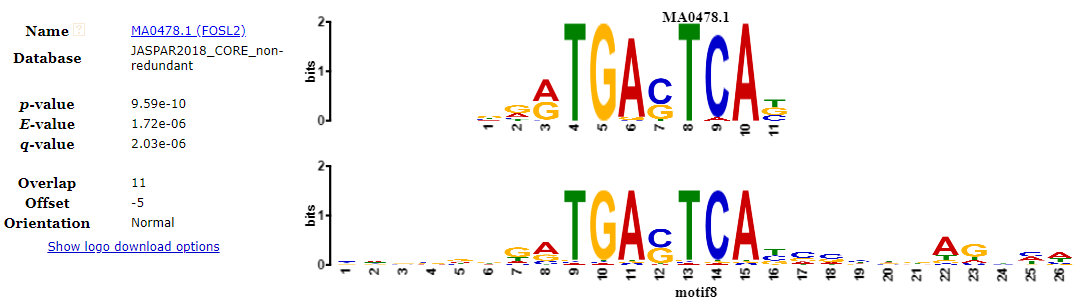 Name ? MA0478.1 (FOSL2)
Database JASPAR2018_CORE_non-
redundant
p-value 9.59e-10
E-value 1.72e-06
q-value 2.03e-06
Overlap 11
Offset -5
Orientation Normal
Show logo download options
MA0478.1
bits
2
1
0
TGA TCA
1 2 3 4 5 6 7 8 9 10 11
bits
2
1
0
TGA TCA
1 2 3 4 5 6 7 8 9 10 11 12 13 14 15 16 17 18 19 20 21 22 23 24 25 26
motif8